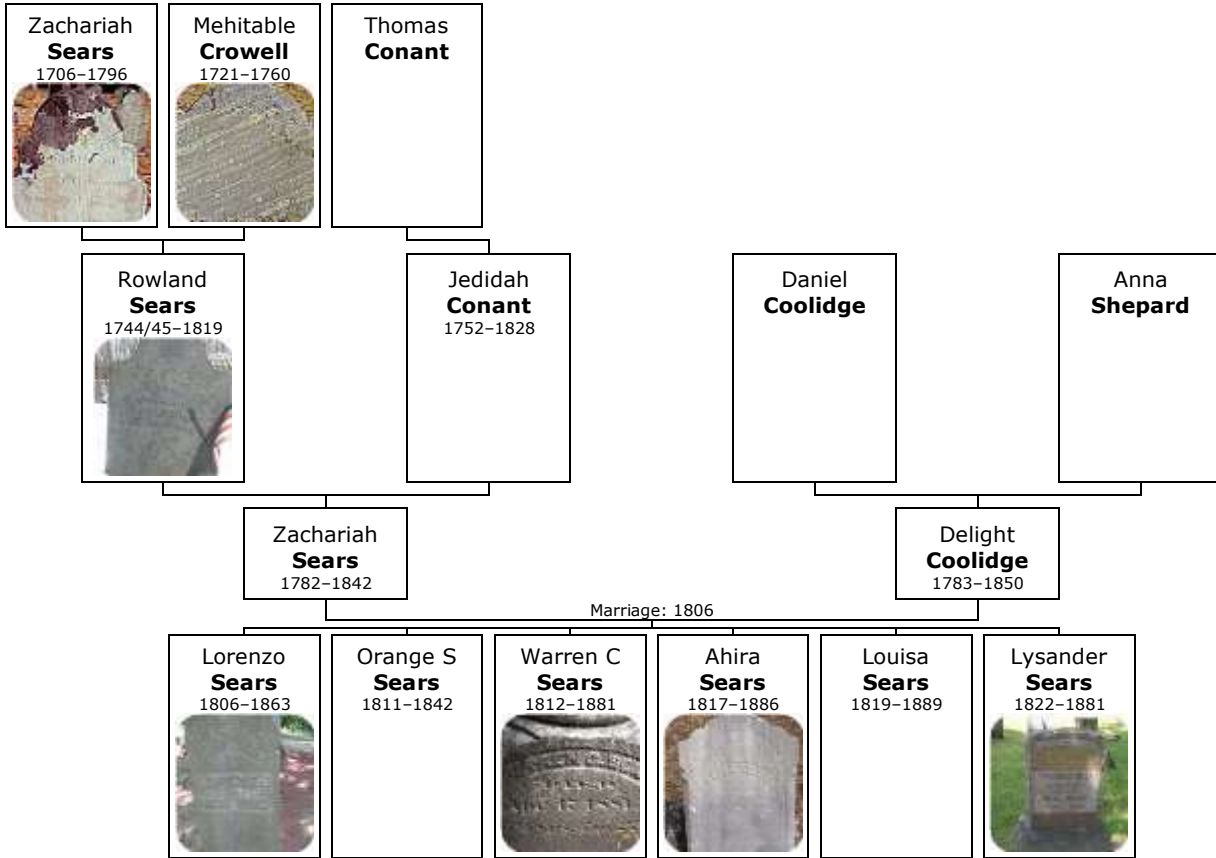 Zachariah
Sears
1706–1796
Mehitable
Crowell
1721–1760
Thomas
Conant
Rowland
Sears
1744/45–1819
Jedidah
Conant
1752–1828
Daniel
Coolidge
Anna
Shepard
Zachariah
Sears
1782–1842
Delight
Coolidge
1783–1850
Marriage: 1806
Lorenzo
Sears
1806–1863
Orange S
Sears
1811–1842
Warren C
Sears
1812–1881
Ahira
Sears
1817–1886
Louisa
Sears
1819–1889
Lysander
Sears
1822–1881